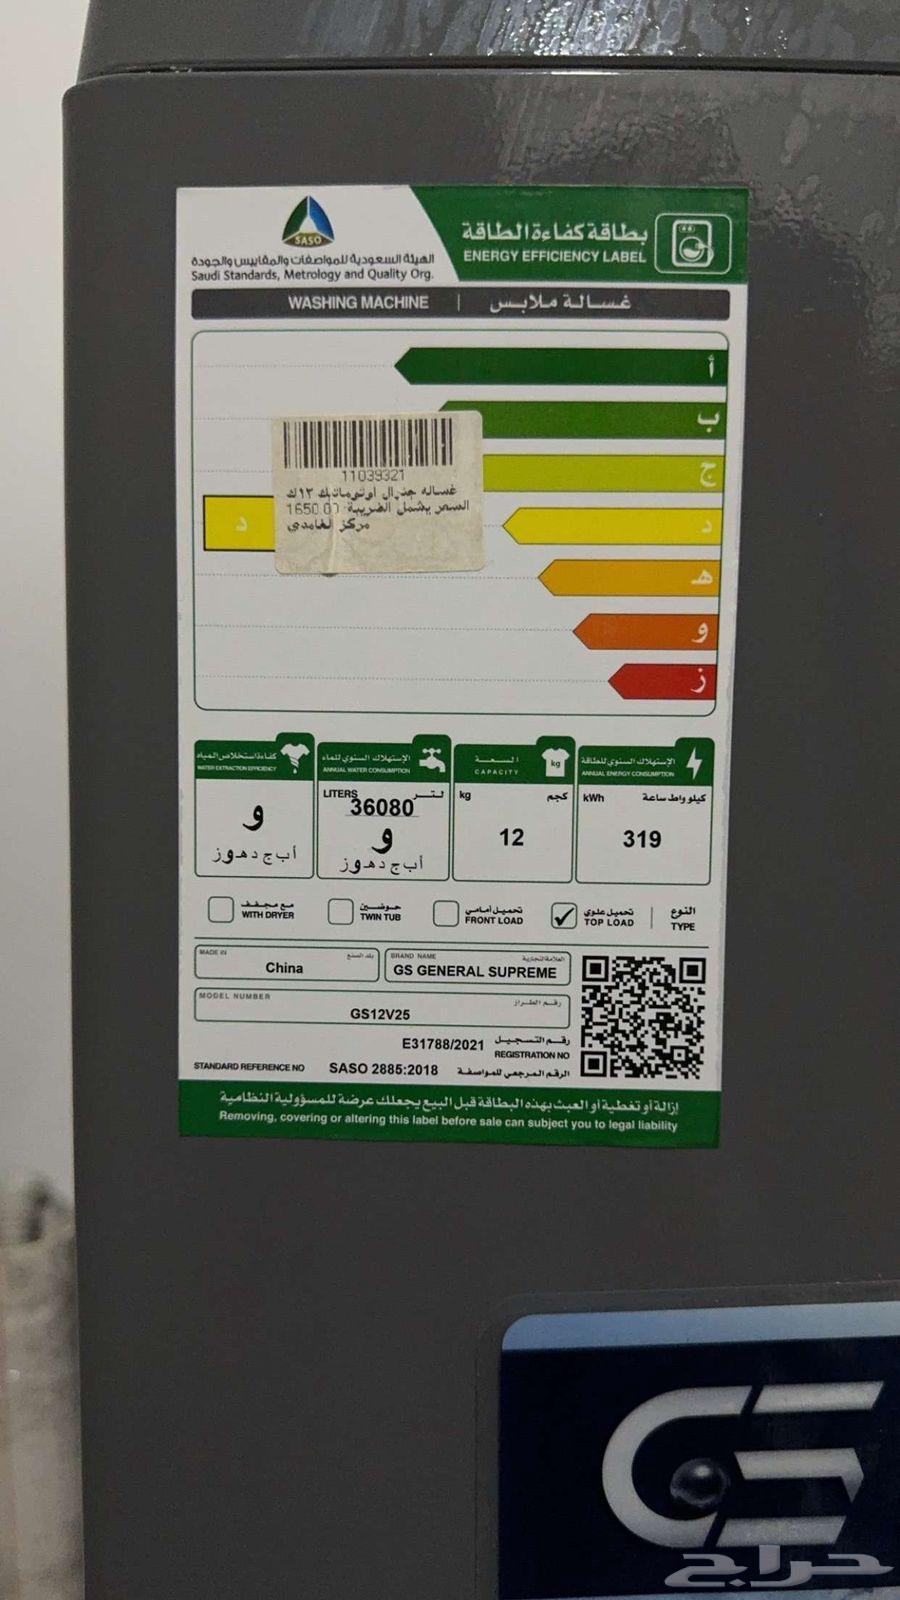 SASO
الهيئة السعودية للمواصفات والمقاييس والجودة
Saudi Standards, Metrology and Quality Org.
بطاقة كفاءة الطاقة
ENERGY EFFICIENCY LABEL
WASHING MACHINE | غسالة ملابس
أ
ب
ج
د
د
هـ
و
ز
11039321
غساله جنرال اوتوماتيك ١٢ك
السعر يشمل الضريبة 1650.00
مركز الغامدي
كفاءة استخلاص المياه
WATER EXTRACTION EFFICIENCY
و
أ ب ج د هـ و ز
الإستهلاك السنوي للماء
ANNUAL WATER CONSUMPTION
LITERS لتر
36080
و
أ ب ج د هـ و ز
السعة
CAPACITY
kg
kg كجم
12
الإستهلاك السنوي للطاقة
ANNUAL ENERGY CONSUMPTION
kWh كيلو واط ساعة
319
مع مجفف
WITH DRYER
حوضين
TWIN TUB
تحميل أمامي
FRONT LOAD
تحميل علوي
TOP LOAD
النوع
TYPE
MADE IN بلد الصنع
China
BRAND NAME العلامة التجارية
GS GENERAL SUPREME
MODEL NUMBER رقم الطراز
GS12V25
E31788/2021 رقم التسجيل
REGISTRATION NO
STANDARD REFERENCE NO SASO 2885:2018 الرقم المرجعي للمواصفة
إزالة أو تغطية أو العبث بهذه البطاقة قبل البيع يجعلك عرضة للمسؤولية النظامية
Removing, covering or altering this label before sale can subject you to legal liability
GS
حراج